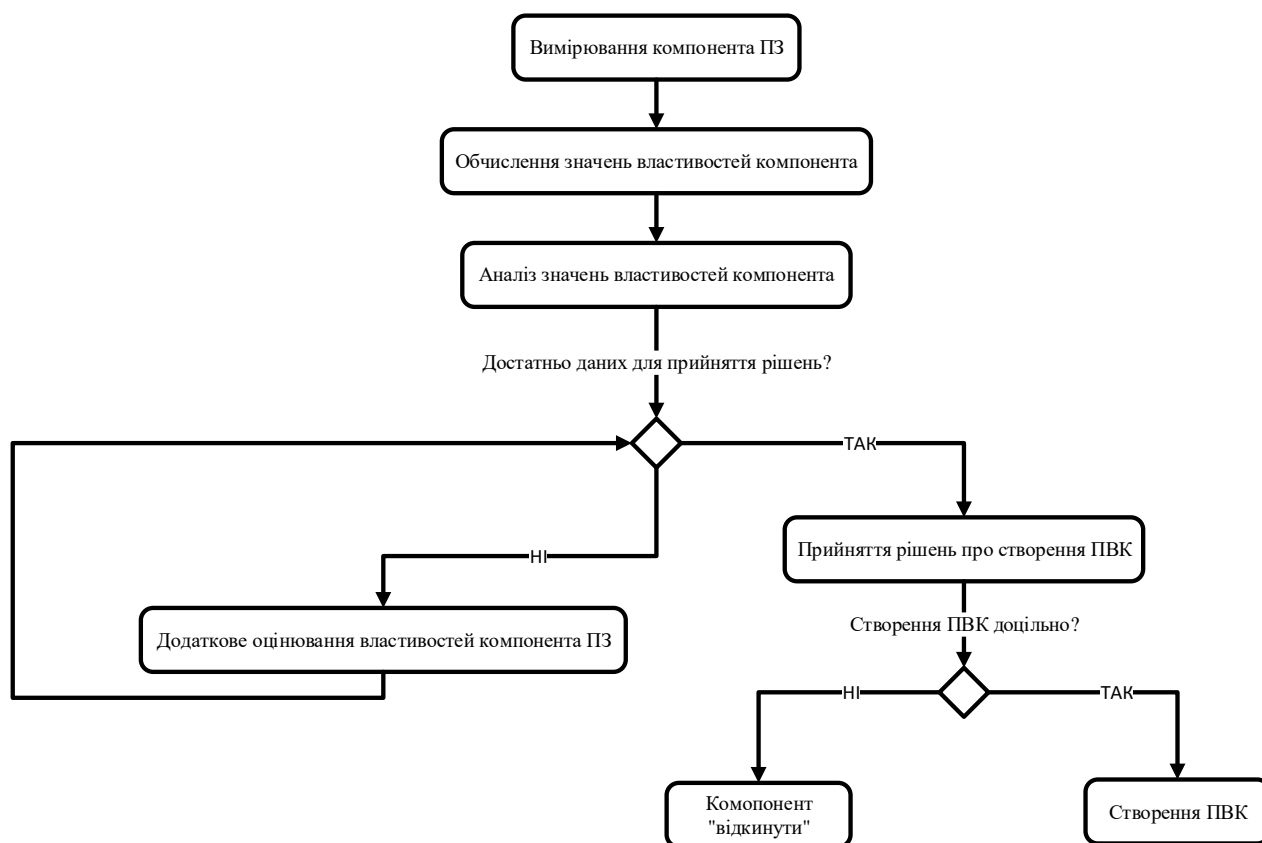 Вимірювання компонента ПЗ
Обчислення значень властивостей компонента
Аналіз значень властивостей компонента
Достатньо даних для прийняття рішень?
ТАК
НІ
Прийняття рішень про створення ПВК
Додаткове оцінювання властивостей компонента ПЗ
Створення ПВК доцільно?
НІ
ТАК
Комопонент
"відкинути"
Створення ПВК